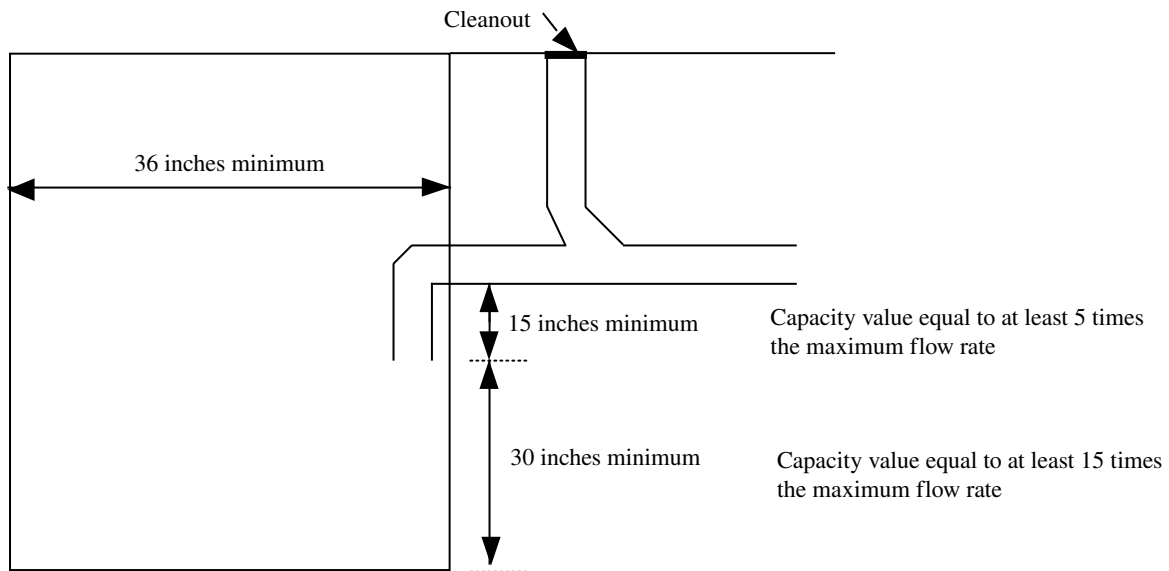 Cleanout
36 inches minimum
15 inches minimum
Capacity value equal to at least 5 times
the maximum flow rate
30 inches minimum
Capacity value equal to at least 15 times
the maximum flow rate